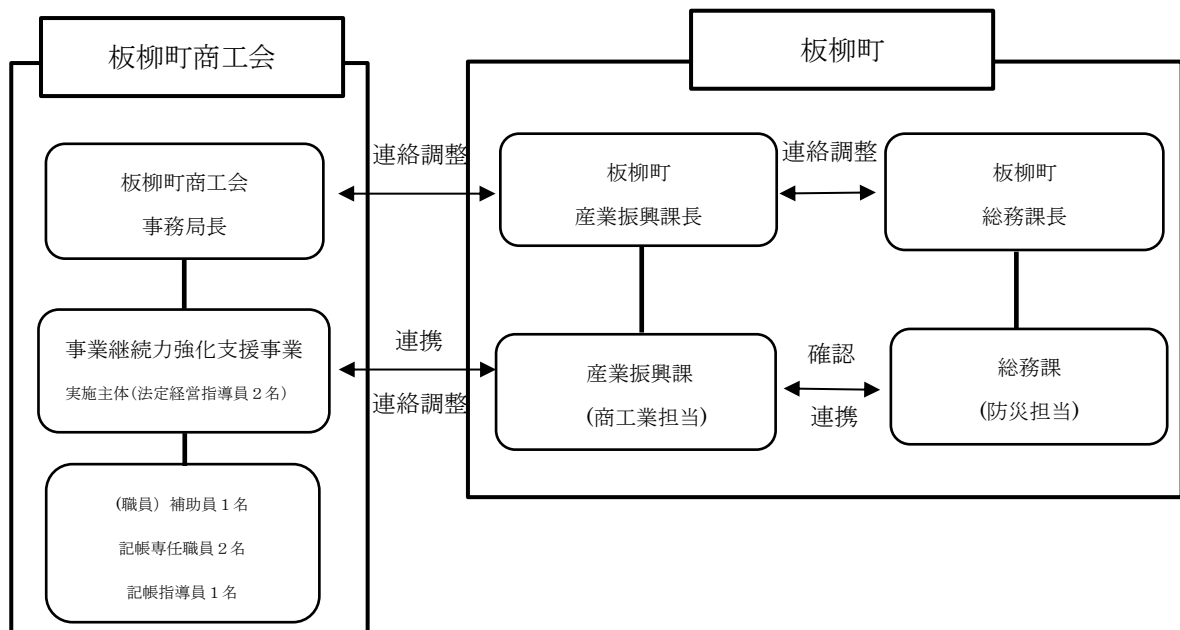 板柳町商工会
板柳町商工会
事務局長
事業継続力強化支援事業
実施主体(法定経営指導員２名)
(職員）補助員１名
記帳専任職員２名
記帳指導員１名
連絡調整
連携
連絡調整
板柳町
板柳町
産業振興課長
連絡調整
板柳町
総務課長
産業振興課
(商工業担当)
確認
連携
総務課
(防災担当)